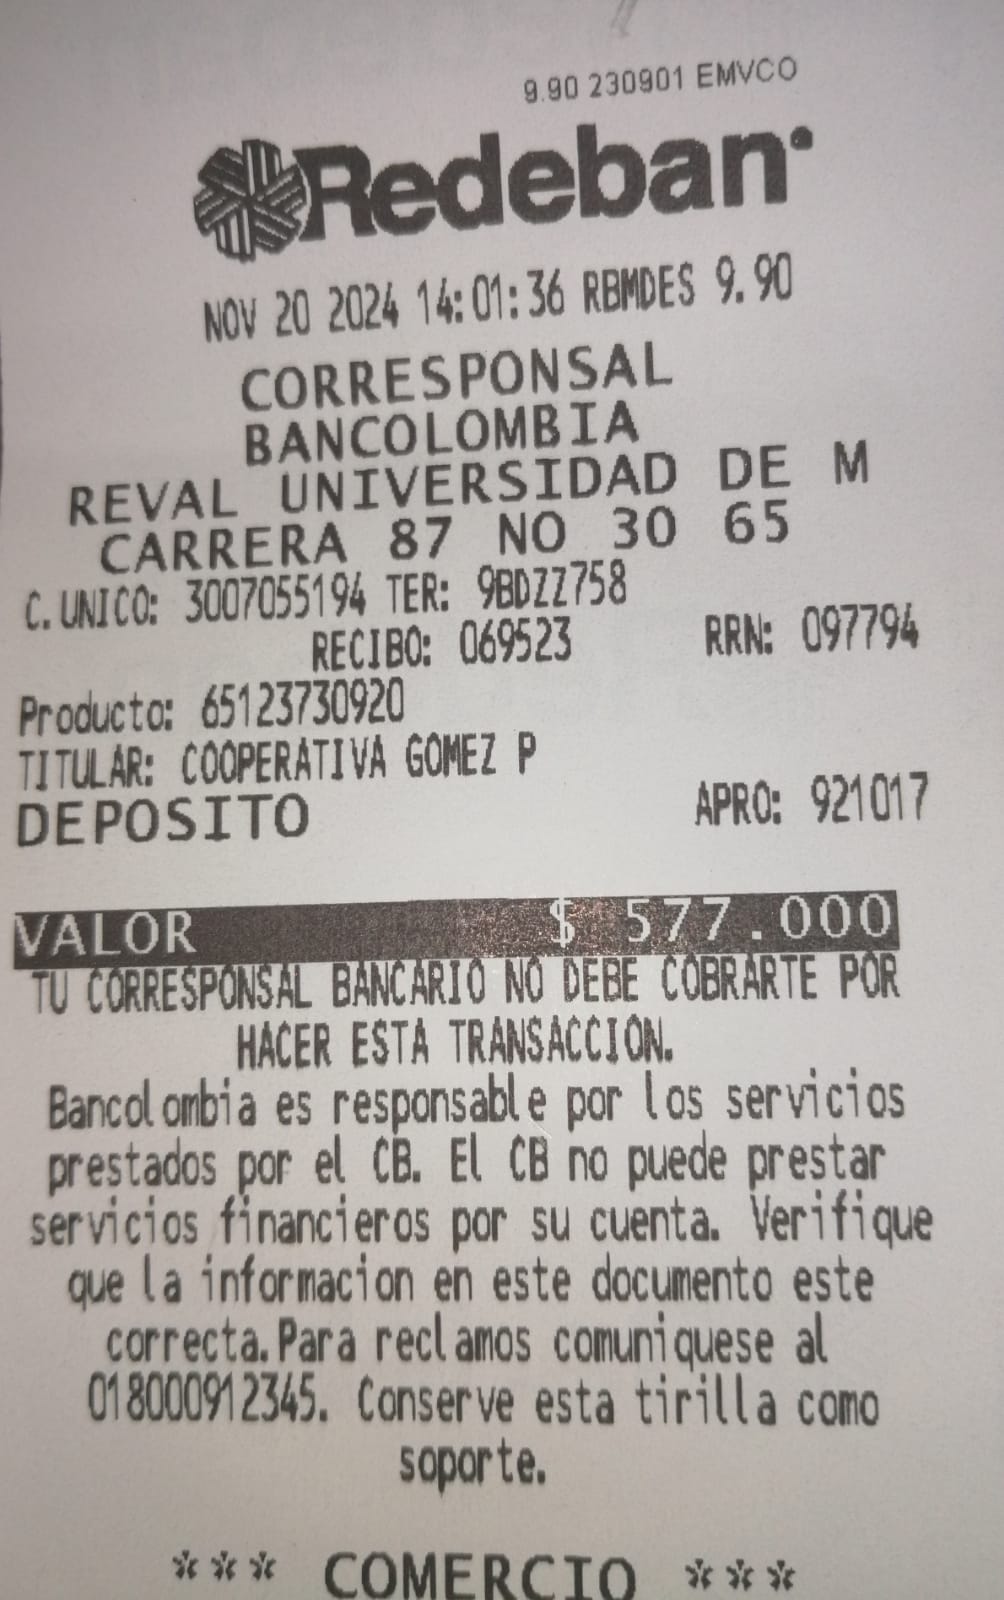 9.90 230901 EMVCO
Redeban
NOV 20 2024 14:01:36 RBMDES 9.90
CORRESPONSAL
BANCOLOMBIA
REVAL UNIVERSIDAD DE M
CARRERA 87 NO 30 65
C. UNICO: 3007055194 TER: 9BDZZ758
RECIBO: 069523 RRN: 097794
Producto: 65123730920
TITULAR: COOPERATIVA GOMEZ P
DEPOSITO APRO: 921017
VALOR $ 577.000
TU CORRESPONSAL BANCARIO NO DEBE COBRARTE POR
HACER ESTA TRANSACCION.
Bancolombia es responsable por los servicios
prestados por el CB. El CB no puede prestar
servicios financieros por su cuenta. Verifique
que la informacion en este documento este
correcta.Para reclamos comuniquese al
018000912345. Conserve esta tirilla como
soporte.
*** COMERCIO ***